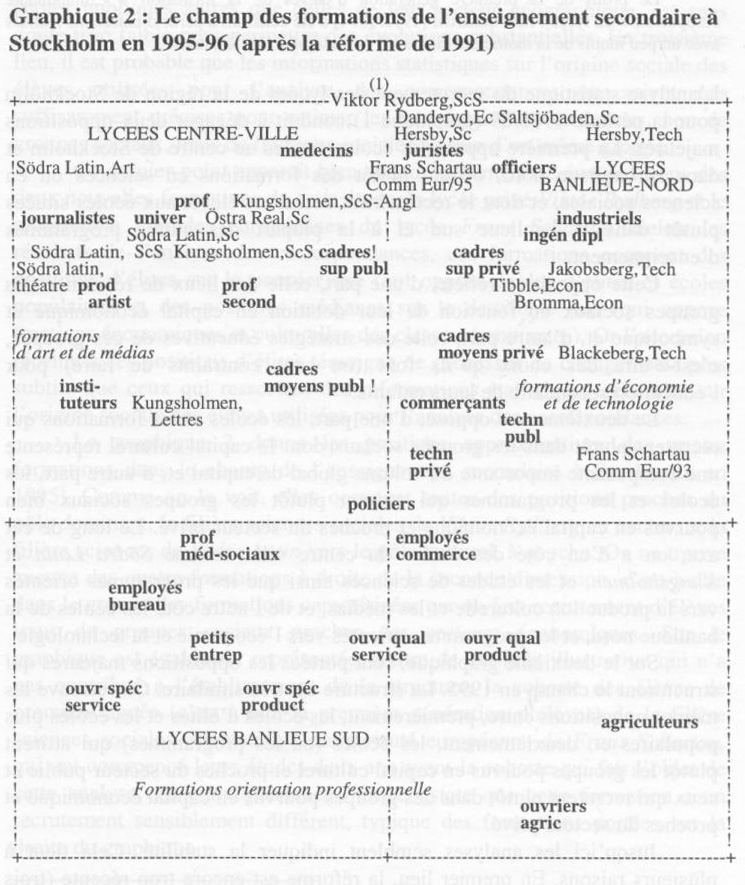 Graphique 2 : Le champ des formations de l'enseignement secondaire à
Stockholm en 1995-96 (après la réforme de 1991)
(1)
Viktor Rydberg,ScS
Danderyd,Ec Saltsjöbaden,Sc
LYCEES CENTRE-VILLE Hersby,Sc Hersby,Tech
medecins juristes
Södra Latin,Art Frans Schartau officiers LYCEES
Comm Eur/95 BANLIEUE-NORD
prof Kungsholmen,ScS-Angl
journalistes univer Östra Real,Sc industriels
Södra Latin,Sc ingén dipl
Södra Latin, ScS Kungsholmen,ScS cadres cadres
Södra latin, sup publ sup privé Jakobsberg,Tech
théatre prod prof Tibble,Econ
artist second Bromma,Econ
formations cadres
d'art et de médias moyens privé Blackeberg,Tech
cadres
insti- moyens publ formations d'économie
tuteurs Kungsholmen, commerçants et de technologie
Lettres techn
publ
techn Frans Schartau
privé Comm Eur/93
policiers
prof employés
méd-sociaux commerce
employés
bureau
petits ouvr qual ouvr qual
entrep service product
ouvr spéc ouvr spéc
service product
agriculteurs
LYCEES BANLIEUE SUD
Formations orientation professionnelle
ouvriers
agric